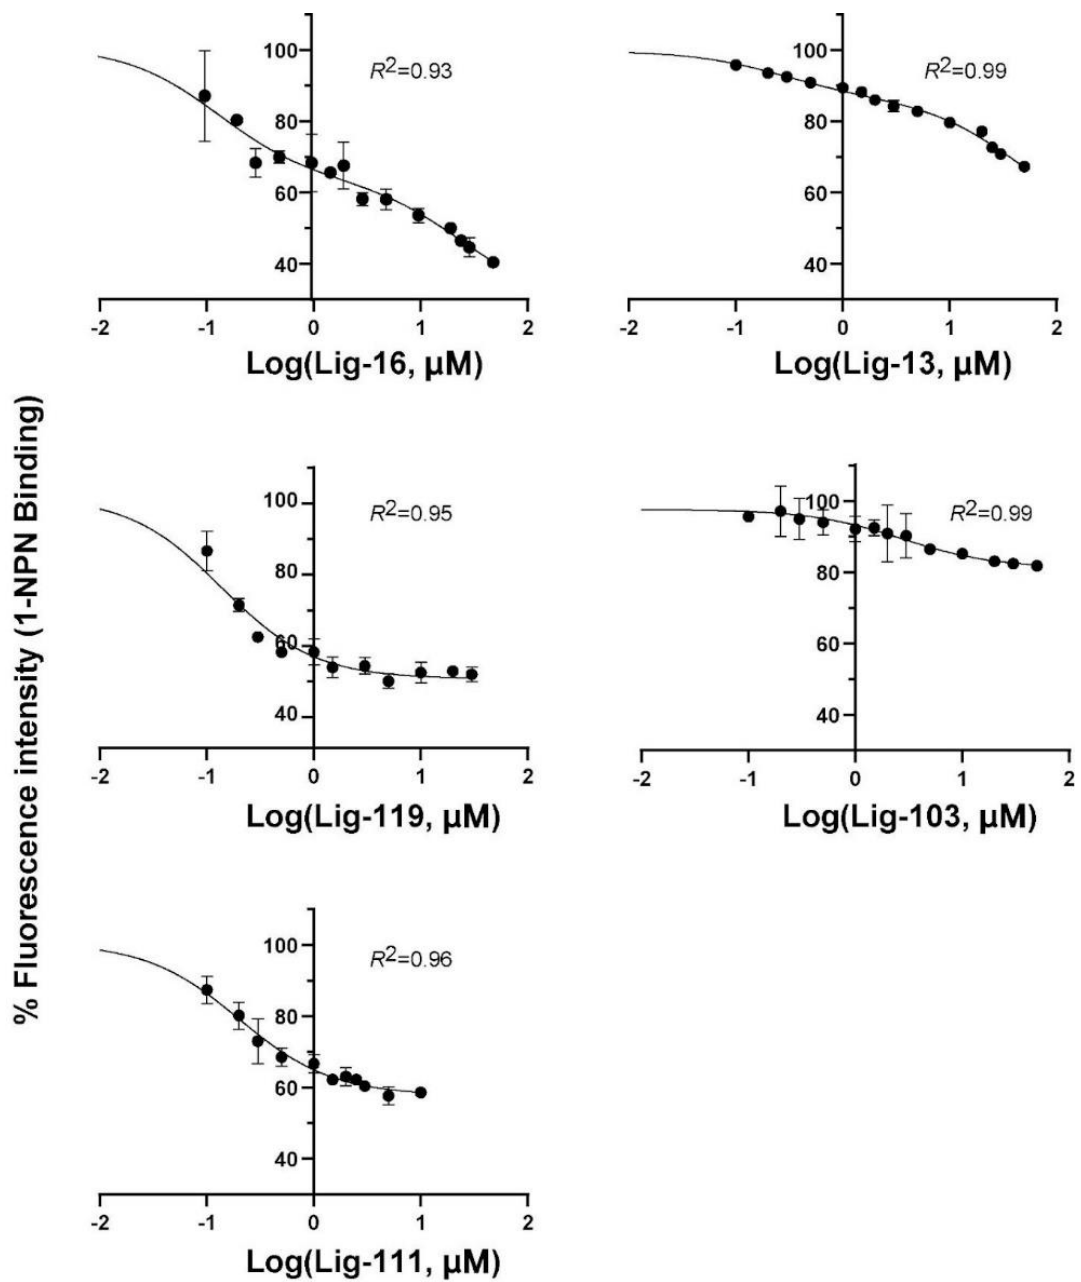 % Fluorescence intensity (1-NPN Binding)
100
80
60
40
R2=0.93
-2 -1 0 1 2
Log(Lig-16, μM)
100
80
60
40
R2=0.99
-2 -1 0 1 2
Log(Lig-13, μM)
100
80
60
40
R2=0.95
-2 -1 0 1 2
Log(Lig-119, μM)
100
80
60
40
R2=0.99
-2 -1 0 1 2
Log(Lig-103, μM)
100
80
60
40
R2=0.96
-2 -1 0 1 2
Log(Lig-111, μM)